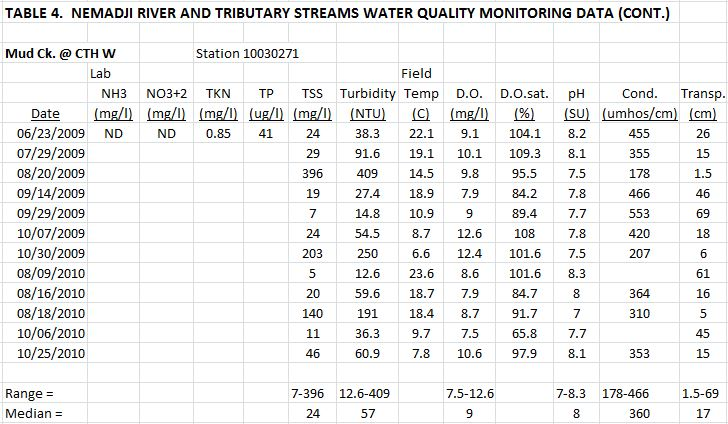 TABLE 4. NEMADJI RIVER AND TRIBUTARY STREAMS WATER QUALITY MONITORING DATA (CONT.)
Mud Ck. @ CTH W Station 10030271
Lab Field
NH3 NO3+2 TKN TP TSS Turbidity Temp D.O. D.O.sat. pH Cond. Transp.
Date (mg/l) (mg/l) (mg/l) (ug/l) (mg/l) (NTU) (C) (mg/l) (%) (SU) (umhos/cm) (cm)
06/23/2009 ND ND 0.85 41 24 38.3 22.1 9.1 104.1 8.2 455 26
07/29/2009 29 91.6 19.1 10.1 109.3 8.1 355 15
08/20/2009 396 409 14.5 9.8 95.5 7.5 178 1.5
09/14/2009 19 27.4 18.9 7.9 84.2 7.8 466 46
09/29/2009 7 14.8 10.9 9 89.4 7.7 553 69
10/07/2009 24 54.5 8.7 12.6 108 7.8 420 18
10/30/2009 203 250 6.6 12.4 101.6 7.5 207 6
08/09/2010 5 12.6 23.6 8.6 101.6 8.3 61
08/16/2010 20 59.6 18.7 7.9 84.7 8 364 16
08/18/2010 140 191 18.4 8.7 91.7 7 310 5
10/06/2010 11 36.3 9.7 7.5 65.8 7.7 45
10/25/2010 46 60.9 7.8 10.6 97.9 8.1 353 15
Range = 7-396 12.6-409 7.5-12.6 7-8.3 178-466 1.5-69
Median = 24 57 9 8 360 17